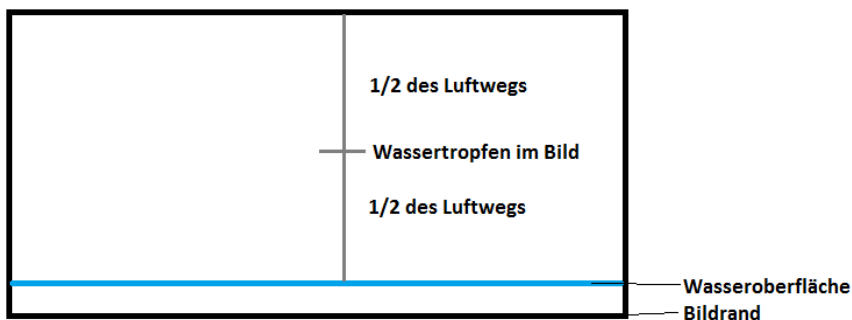 1/2 des Luftwegs
Wassertropfen im Bild
1/2 des Luftwegs
Wasseroberfläche
Bildrand